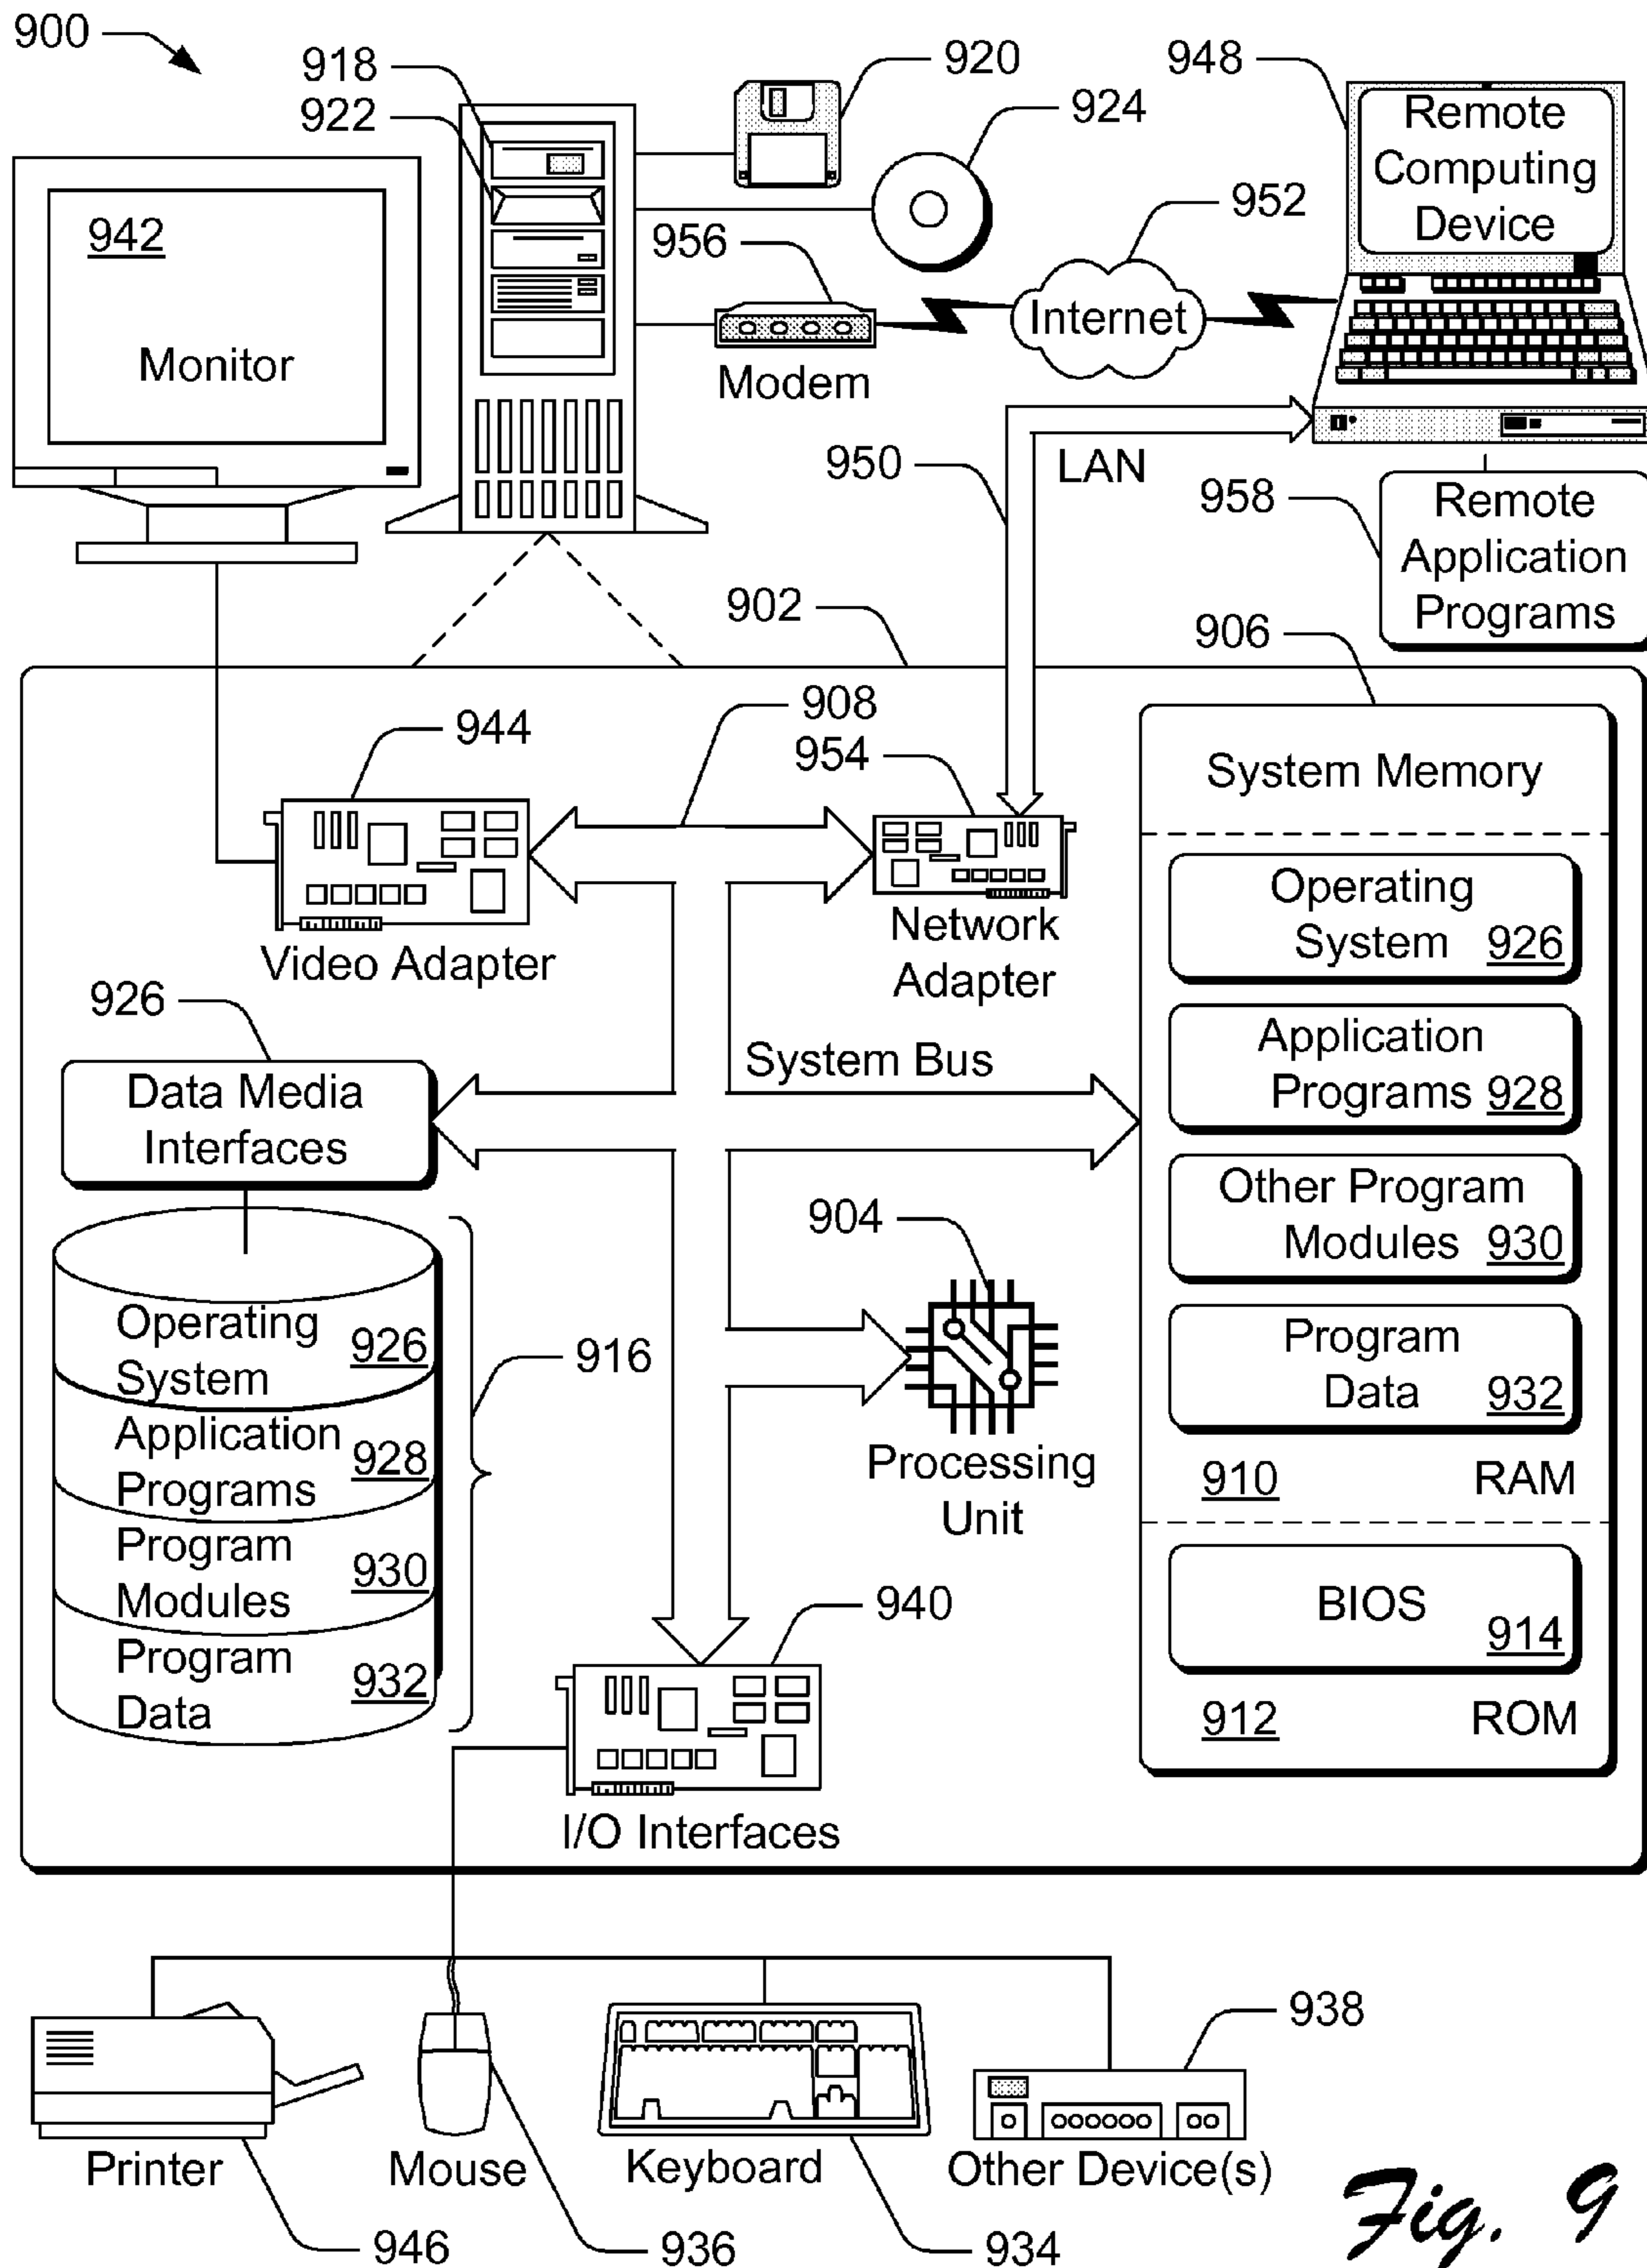 900
918
922
920
924
948
Remote
Computing
Device
942
Monitor
956
Modem
952
Internet
950
LAN
958
Remote
Application
Programs
902
906
944
908
954
Video Adapter
Network
Adapter
System Memory
Operating
System 926
Application
Programs 928
Other Program
Modules 930
Program
Data 932
910 RAM
BIOS
914
912 ROM
926
Data Media
Interfaces
System Bus
904
Processing
Unit
Operating
System 926
Application
Programs 928
Program
Modules 930
Program
Data 932
916
940
I/O Interfaces
938
Printer
Mouse
Keyboard
Other Device(s)
946
936
934
Fig. 9